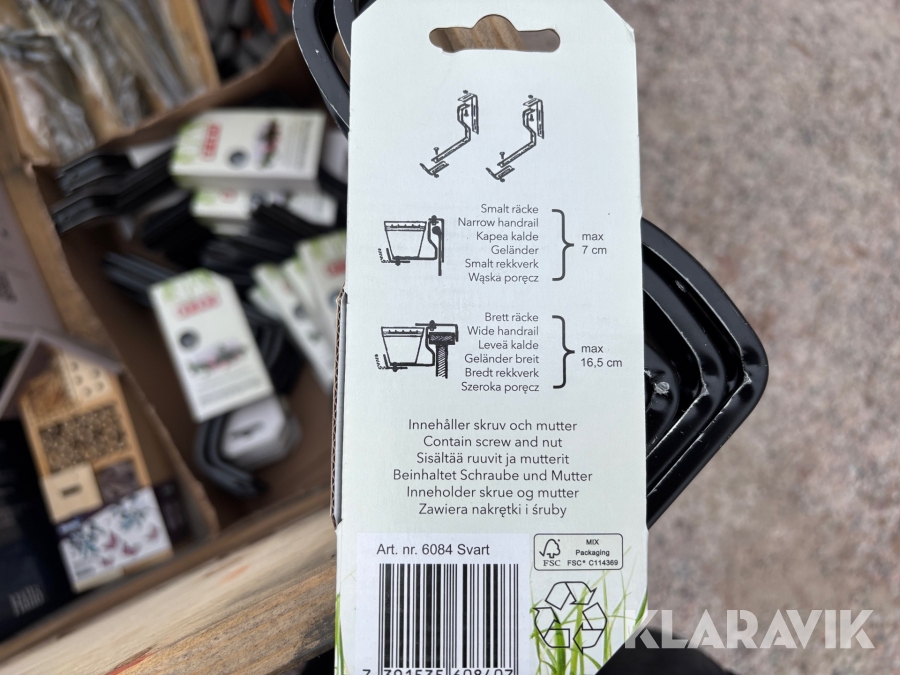 Smalt räcke
Narrow handrail
Kapea kalde
Geländer
Smalt rekkverk
Wąska poręcz
max
7 cm
Brett räcke
Wide handrail
Leveä kalde
Geländer breit
Bredt rekkverk
Szeroka poręcz
max
16,5 cm
Innehåller skruv och mutter
Contain screw and nut
Sisältää ruuvit ja mutterit
Beinhaltet Schraube und Mutter
Inneholder skrue og mutter
Zawiera nakrętki i śruby
Art. nr. 6084 Svart
FSC
MIX
Packaging
FSC® C114369
KLARAVIK